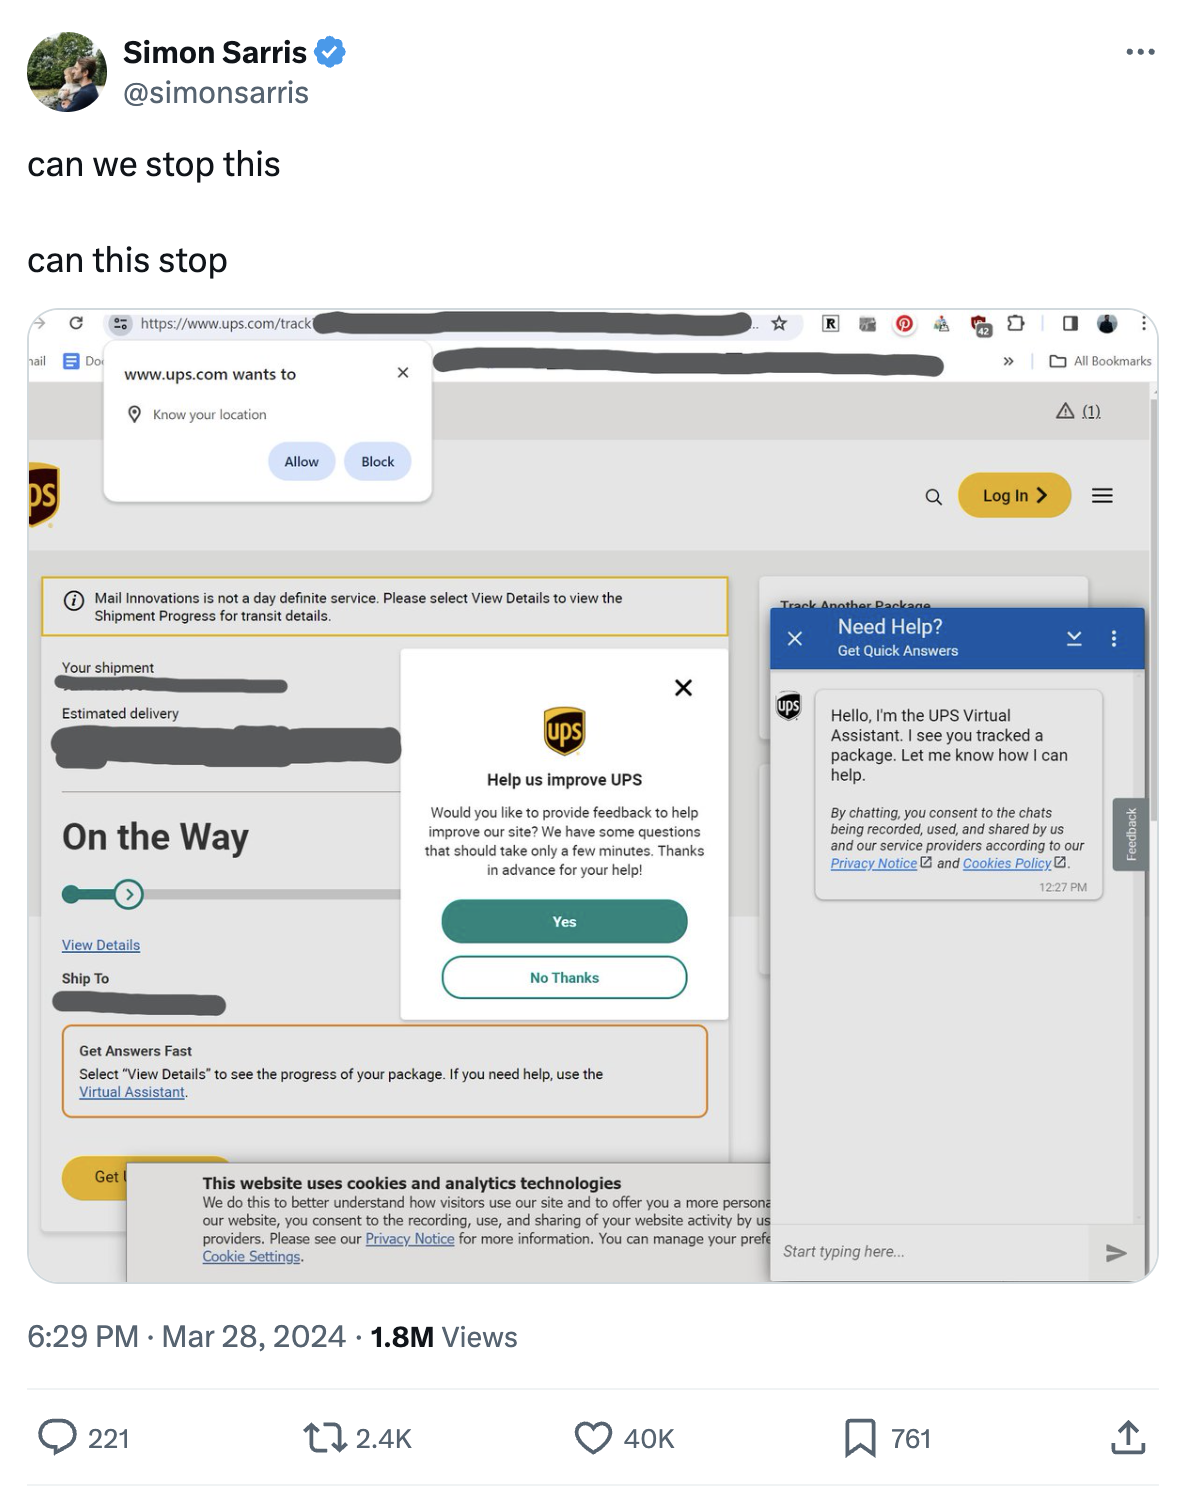 Simon Sarris
@simonsarris
can we stop this
can this stop
https://www.ups.com/track
..
R
42
All Bookmarks
www.ups.com wants to
Know your location
Allow
Block
(1)
Log In
Mail Innovations is not a day definite service. Please select View Details to view the
Shipment Progress for transit details.
Your shipment
Estimated delivery
On the Way
View Details
Ship To
Get Answers Fast
Select "View Details" to see the progress of your package. If you need help, use the
Virtual Assistant.
ups
Help us improve UPS
Would you like to provide feedback to help
improve our site? We have some questions
that should take only a few minutes. Thanks
in advance for your help!
Yes
No Thanks
Track Another Package
Need Help?
Get Quick Answers
ups
Hello, I'm the UPS Virtual
Assistant. I see you tracked a
package. Let me know how I can
help.
By chatting, you consent to the chats
being recorded, used, and shared by us
and our service providers according to our
Privacy Notice and Cookies Policy.
12:27 PM
Feedback
Start typing here...
Get
This website uses cookies and analytics technologies
We do this to better understand how visitors use our site and to offer you a more persona
our website, you consent to the recording, use, and sharing of your website activity by us
providers. Please see our Privacy Notice for more information. You can manage your prefe
Cookie Settings.
6:29 PM · Mar 28, 2024 · 1.8M Views
221
2.4K
40K
761